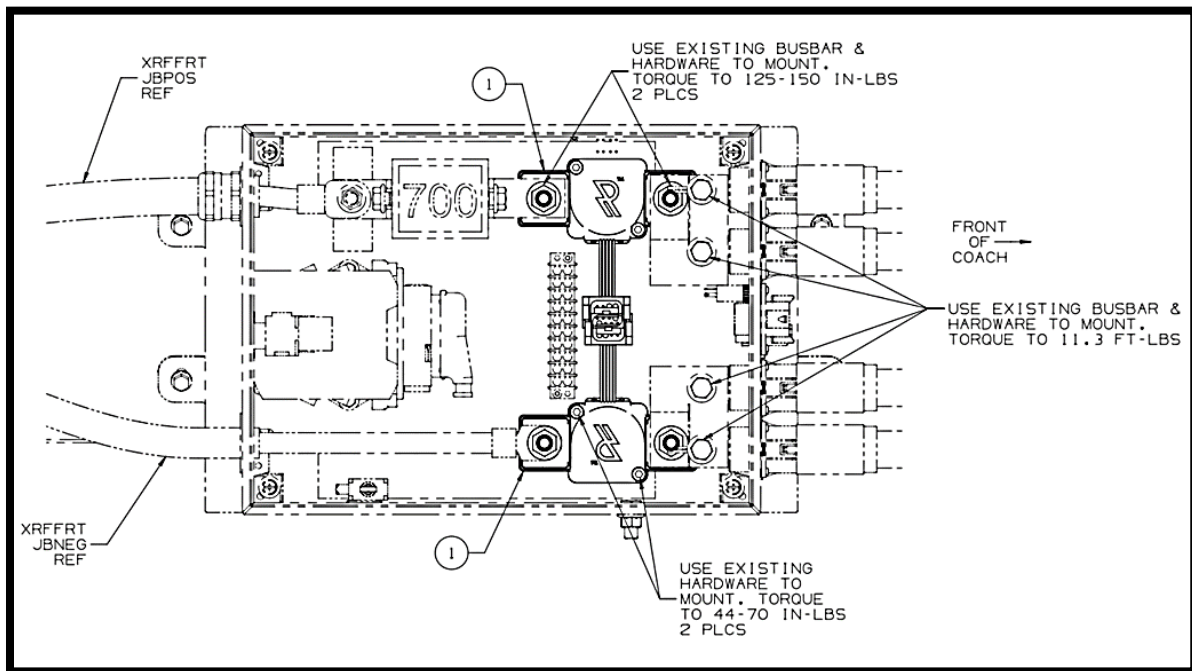 XRFFRT
JBPOS
REF
1
USE EXISTING BUSBAR &
HARDWARE TO MOUNT.
TORQUE TO 125-150 IN-LBS
2 PLCS
700
FRONT
OF
COACH
USE EXISTING BUSBAR &
HARDWARE TO MOUNT.
TORQUE TO 11.3 FT-LBS
XRFFRT
JBNEG
REF
1
USE EXISTING
HARDWARE TO
MOUNT. TORQUE
TO 44-70 IN-LBS
2 PLCS